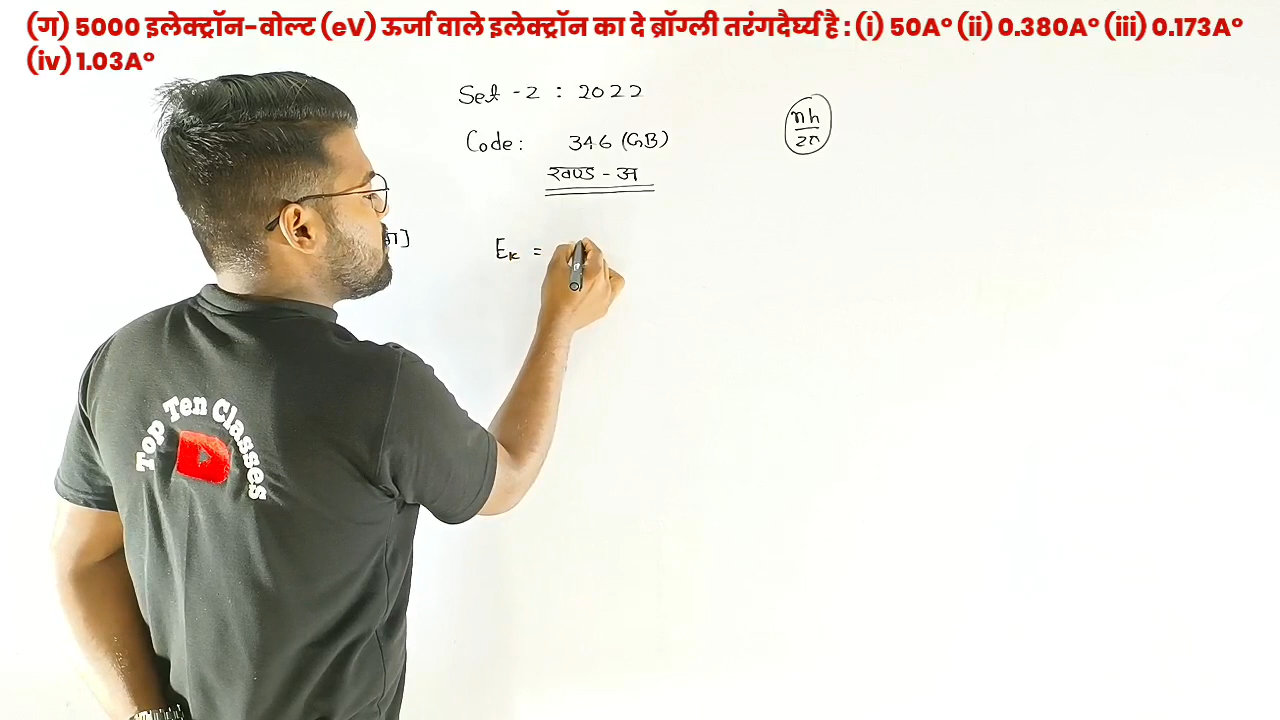 (ग) 5000 इलेक्ट्रॉन-वोल्ट (eV) ऊर्जा वाले इलेक्ट्रॉन का दे ब्रॉग्ली तरंगदैर्घ्य है : (i) 50A° (ii) 0.380A° (iii) 0.173A°
(iv) 1.03A°
Set - Z : 2022
Code: 346 (GB)
खण्ड - अ
nh
2π
Eₖ =
Top Ten Classes